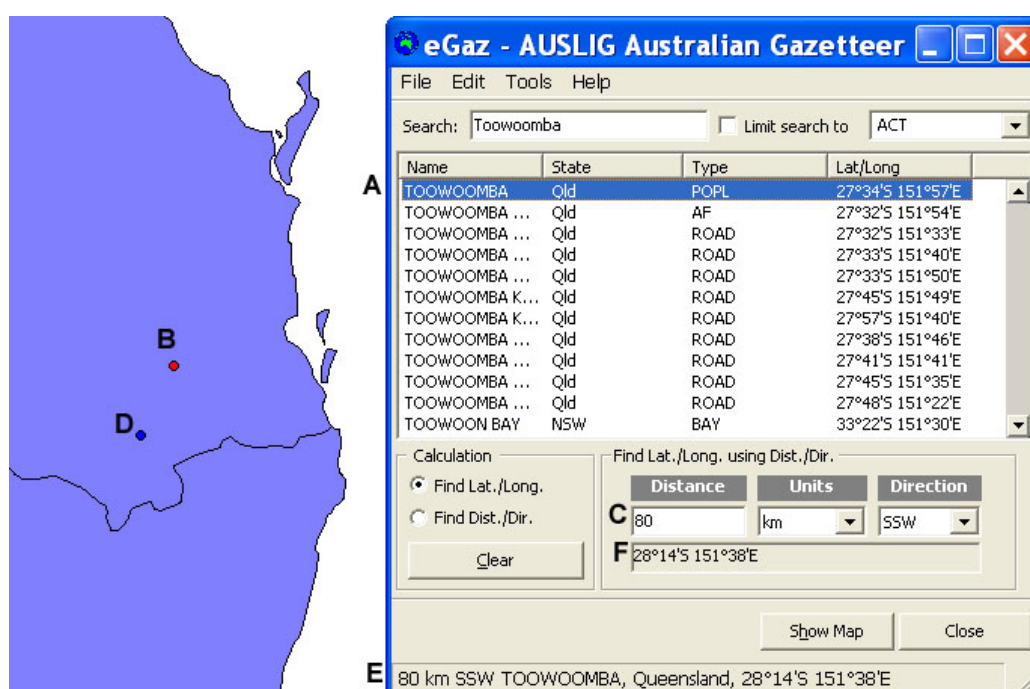 eGaz - AUSLIG Australian Gazetteer
File Edit Tools Help
Search: Toowoomba Limit search to ACT
Name State Type Lat/Long
A TOOWOOMBA Qld POPL 27°34'S 151°57'E
TOOWOOMBA ... Qld AF 27°32'S 151°54'E
TOOWOOMBA ... Qld ROAD 27°32'S 151°33'E
TOOWOOMBA ... Qld ROAD 27°33'S 151°40'E
TOOWOOMBA ... Qld ROAD 27°33'S 151°50'E
TOOWOOMBA K... Qld ROAD 27°45'S 151°49'E
TOOWOOMBA K... Qld ROAD 27°57'S 151°40'E
TOOWOOMBA ... Qld ROAD 27°38'S 151°46'E
TOOWOOMBA ... Qld ROAD 27°41'S 151°41'E
TOOWOOMBA ... Qld ROAD 27°45'S 151°35'E
TOOWOOMBA ... Qld ROAD 27°48'S 151°22'E
TOOWOON BAY NSW BAY 33°22'S 151°30'E
B
D
Calculation
Find Lat./Long.
Find Dist./Dir.
Clear
Find Lat./Long. using Dist./Dir.
Distance Units Direction
C 80 km SSW
F 28°14'S 151°38'E
Show Map Close
E 80 km SSW TOOWOOMBA, Queensland, 28°14'S 151°38'E